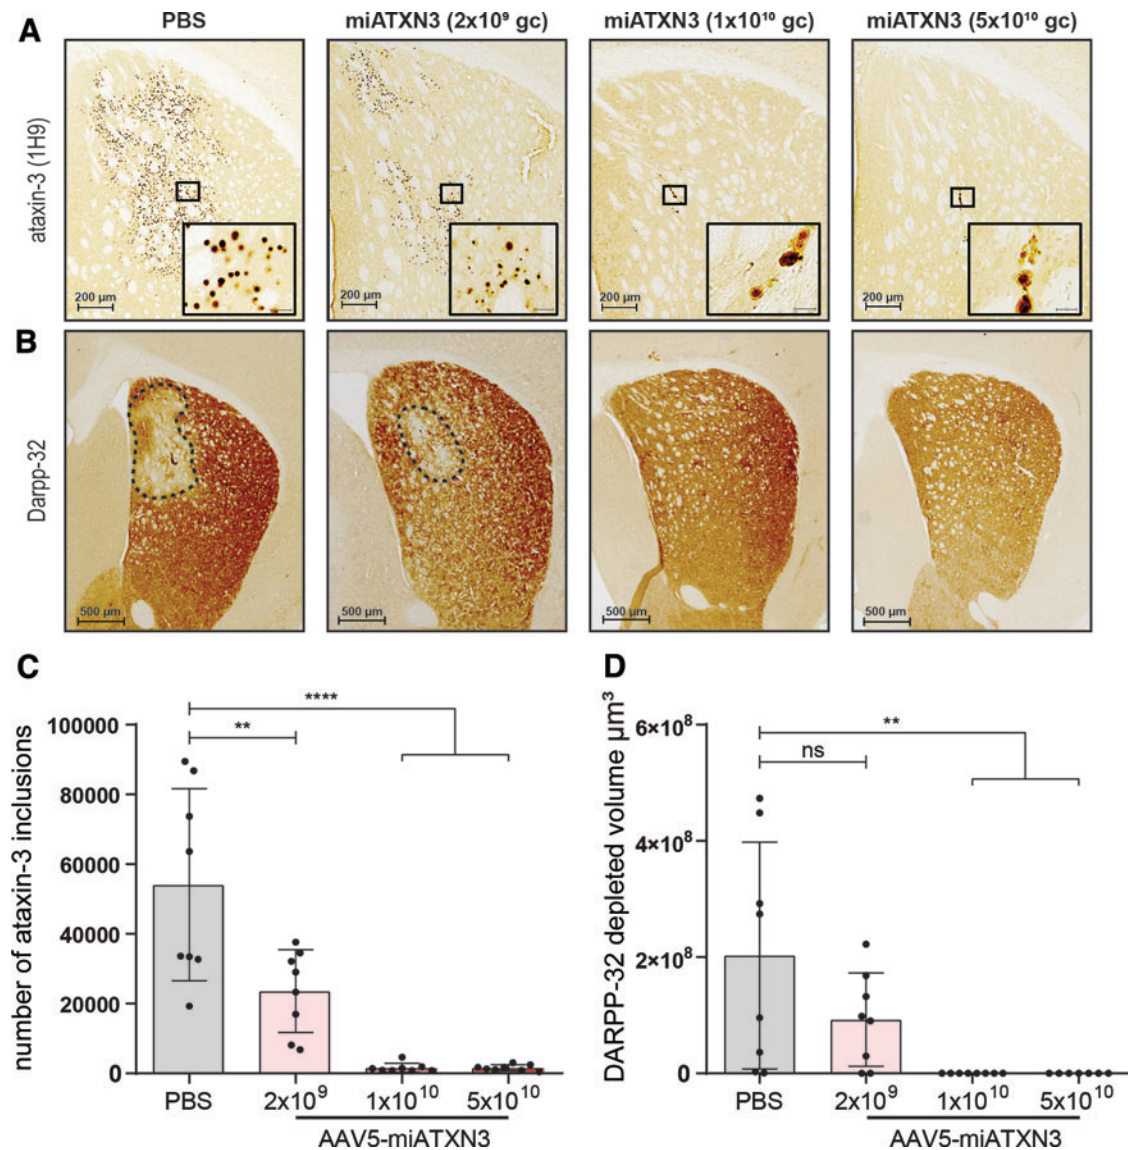 A
PBS
miATXN3 (2x10⁹ gc)
miATXN3 (1x10¹⁰ gc)
miATXN3 (5x10¹⁰ gc)
ataxin-3 (1H9)
200 µm
200 µm
200 µm
200 µm
B
Darpp-32
500 µm
500 µm
500 µm
500 µm
C
number of ataxin-3 inclusions
100000
80000
60000
40000
20000
0
****
**
PBS
2x10⁹
1x10¹⁰
5x10¹⁰
AAV5-miATXN3
D
DARPP-32 depleted volume µm³
6×10⁸
4×10⁸
2×10⁸
0
**
ns
PBS
2x10⁹
1x10¹⁰
5x10¹⁰
AAV5-miATXN3